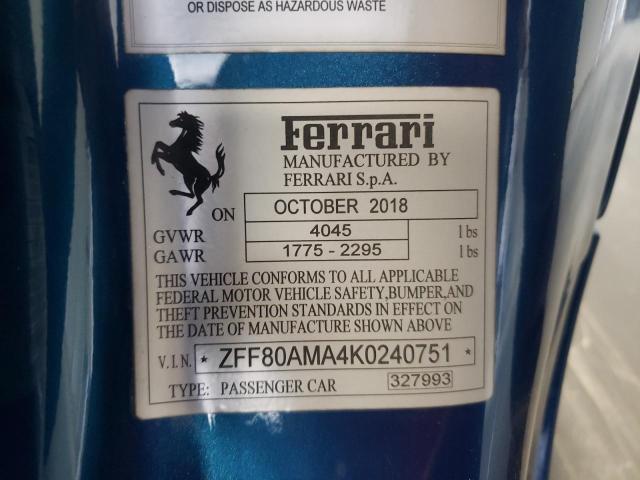 OR DISPOSE AS HAZARDOUS WASTE
Ferrari
MANUFACTURED BY
FERRARI S.p.A.
ON OCTOBER 2018
GVWR 4045 lbs
GAWR 1775 - 2295 lbs
THIS VEHICLE CONFORMS TO ALL APPLICABLE
FEDERAL MOTOR VEHICLE SAFETY,BUMPER,AND
THEFT PREVENTION STANDARDS IN EFFECT ON
THE DATE OF MANUFACTURE SHOWN ABOVE
V.I.N. * ZFF80AMA4K0240751 *
TYPE: PASSENGER CAR 327993